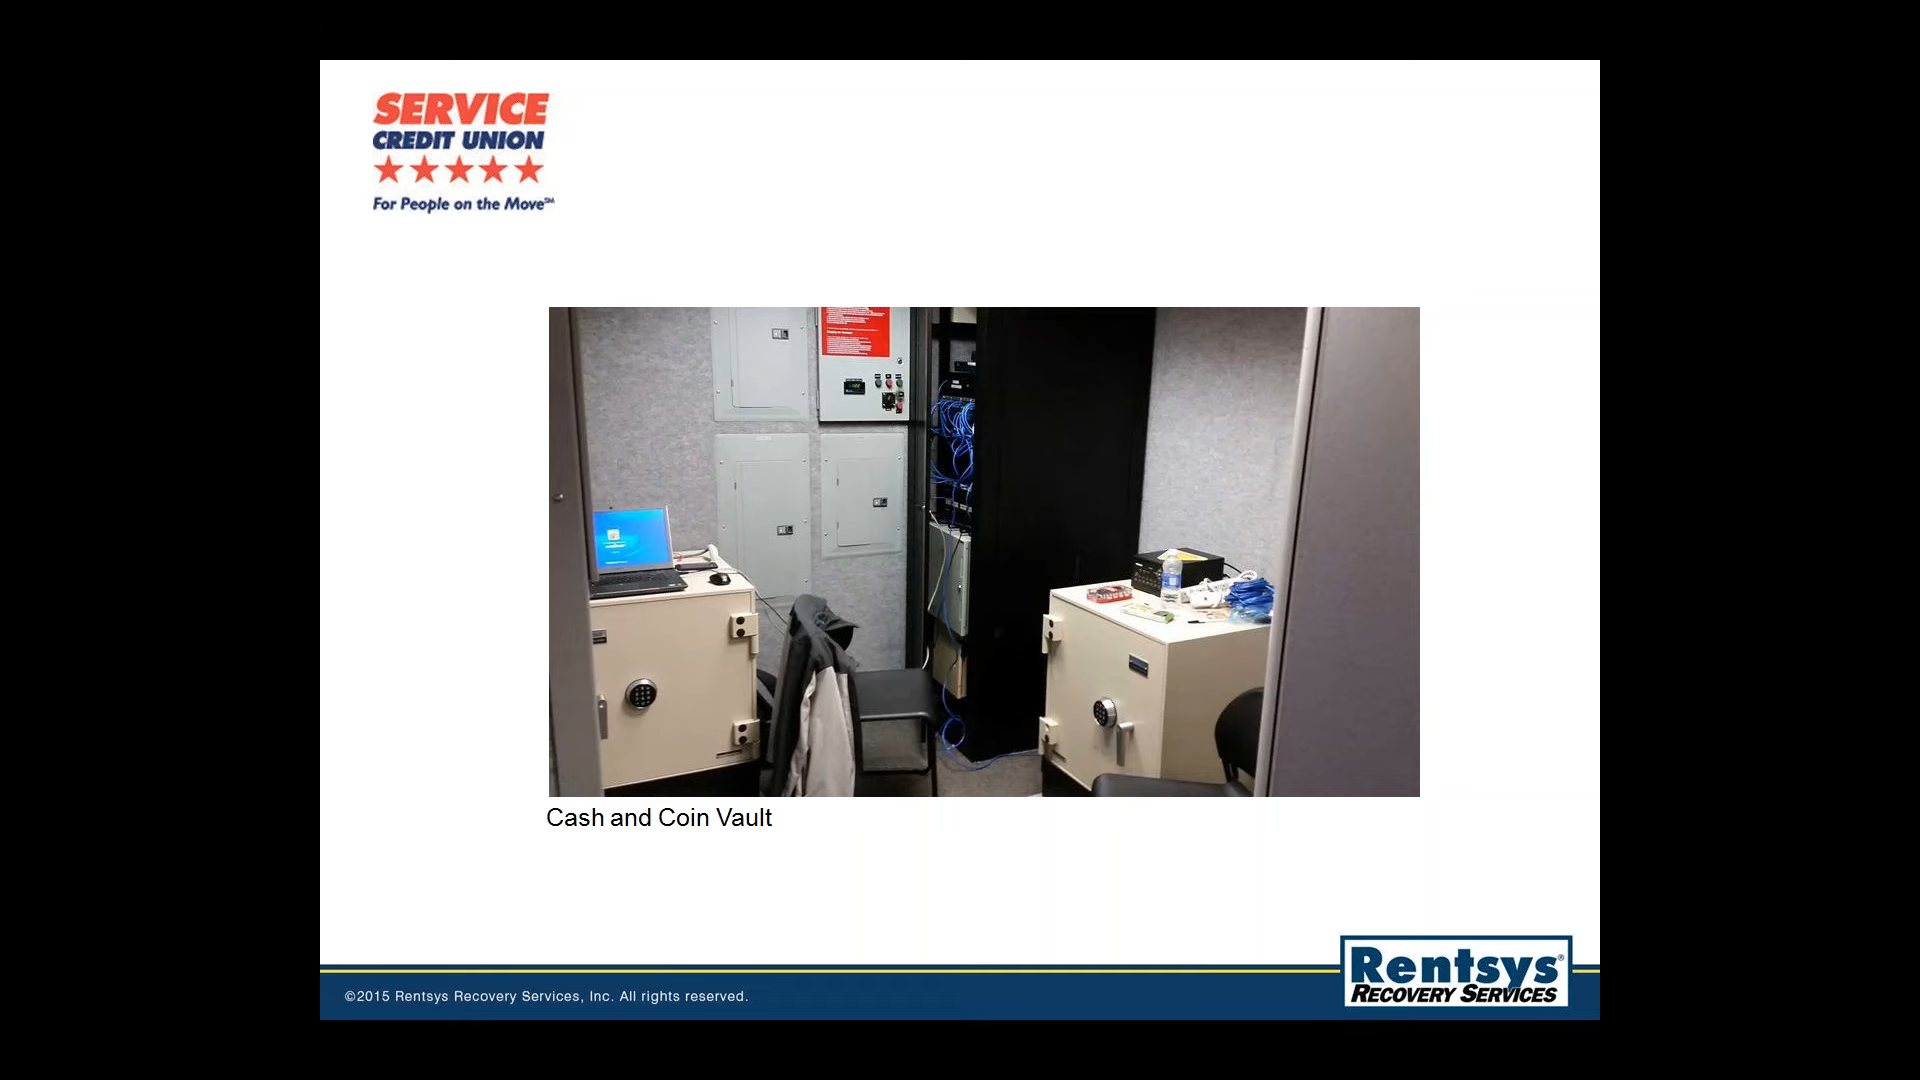 SERVICE
CREDIT UNION
For People on the Move℠
Cash and Coin Vault
©2015 Rentsys Recovery Services, Inc. All rights reserved.
Rentsys®
RECOVERY SERVICES